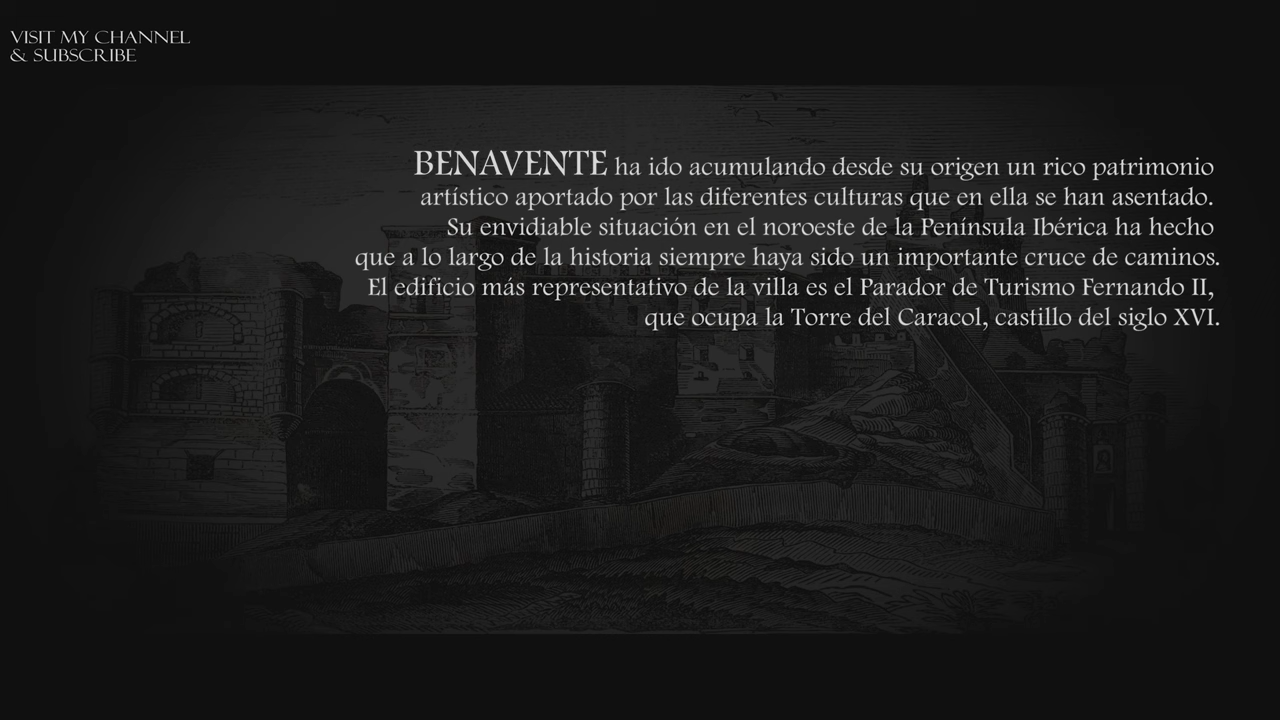 VISIT MY CHANNEL
& SUBSCRIBE
BENAVENTE ha ido acumulando desde su origen un rico patrimonio
artístico aportado por las diferentes culturas que en ella se han asentado.
Su envidiable situación en el noroeste de la Península Ibérica ha hecho
que a lo largo de la historia siempre haya sido un importante cruce de caminos.
El edificio más representativo de la villa es el Parador de Turismo Fernando II,
que ocupa la Torre del Caracol, castillo del siglo XVI.